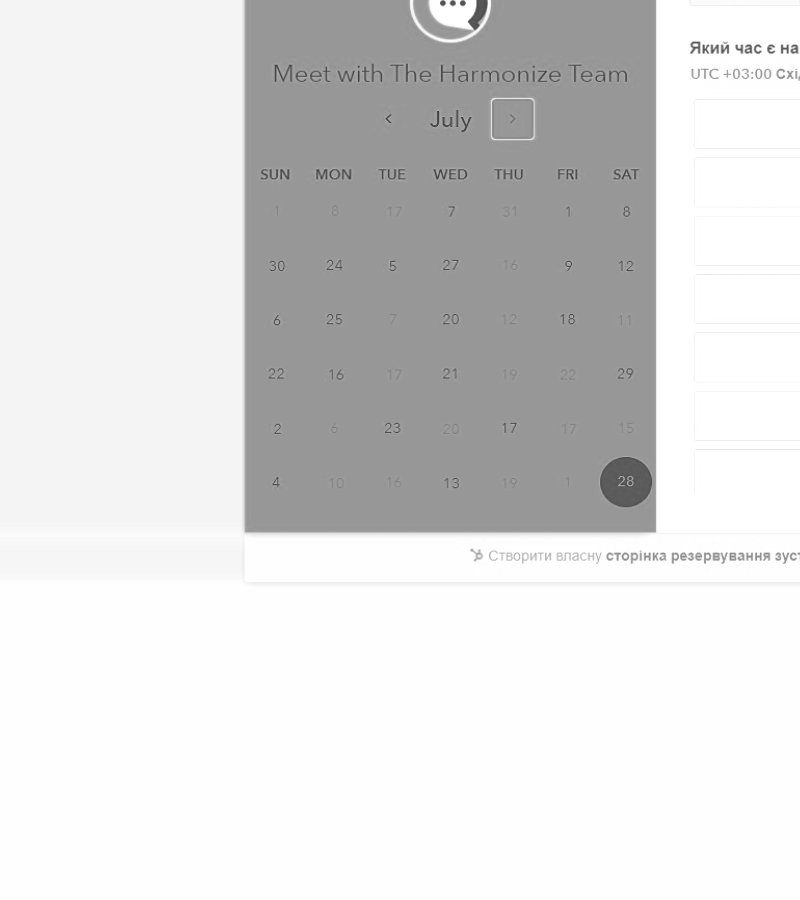 Meet with The Harmonize Team
July
SUN MON TUE WED THU FRI SAT
1 8 17 7 31 1 8
30 24 5 27 16 9 12
6 25 7 20 12 18 11
22 16 17 21 19 22 29
2 6 23 20 17 17 15
4 10 16 13 19 1 28
Який час є
UTC +03:00
Створити власну сторінка резервування